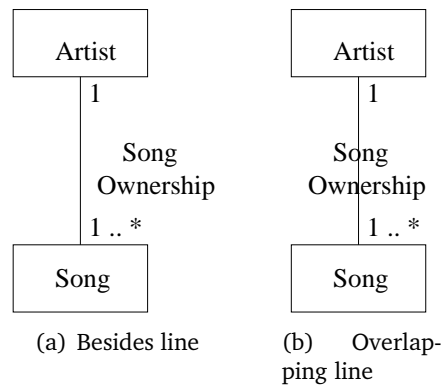 Artist
1
Song
Ownership
1 .. *
Song
(a) Besides line
Artist
1
Song
Ownership
1 .. *
Song
(b) Overlap-
ping line